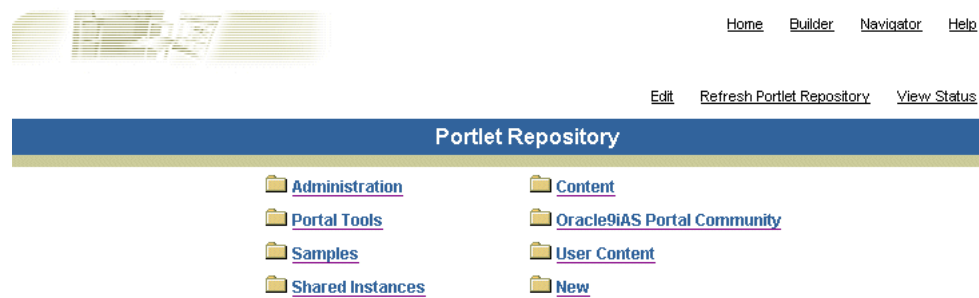 Home Builder Navigator Help
Edit Refresh Portlet Repository View Status
Portlet Repository
Administration Content
Portal Tools Oracle9iAS Portal Community
Samples User Content
Shared Instances New